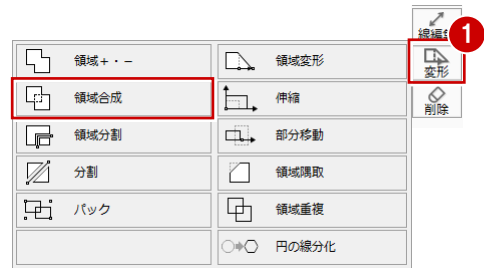 線編集
1
変形
削除
領域+・−
領域変形
領域合成
伸縮
領域分割
部分移動
分割
領域隅取
パック
領域重複
円の線分化